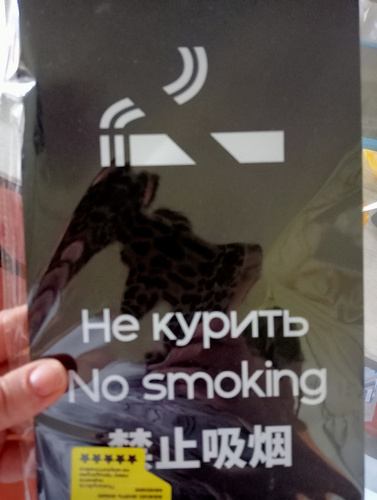 Не курить
No smoking
禁止吸烟